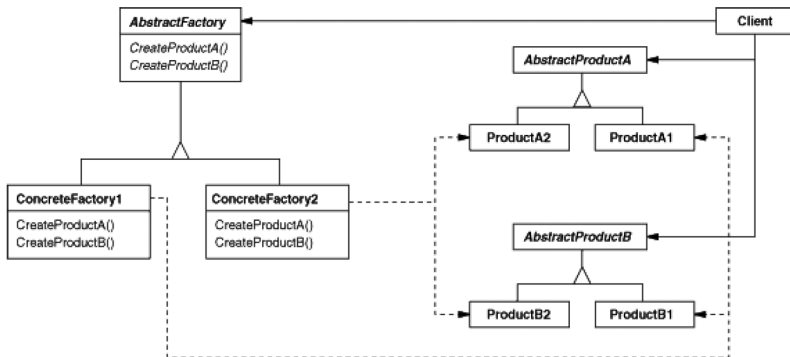 AbstractFactory
Client
CreateProductA()
CreateProductB()
AbstractProductA
ProductA2
ProductA1
ConcreteFactory1
ConcreteFactory2
CreateProductA()
CreateProductB()
CreateProductA()
CreateProductB()
AbstractProductB
ProductB2
ProductB1